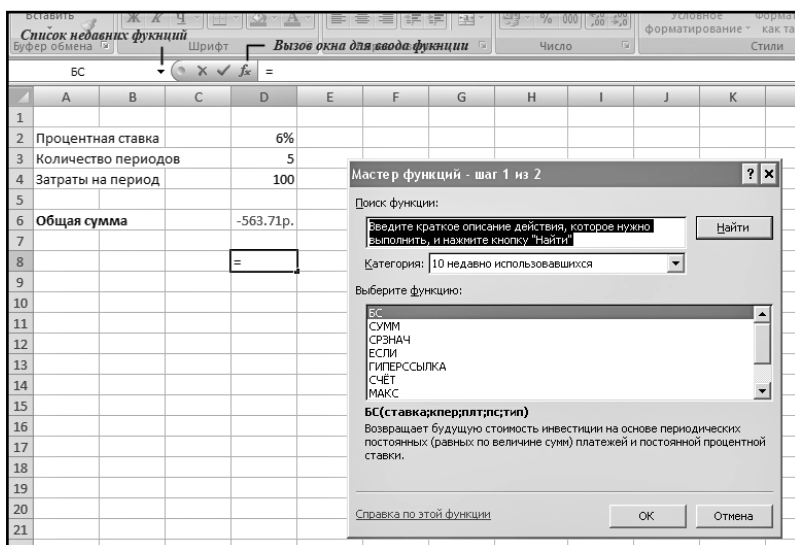 Вставить Ж К Ч А % 000 Условное
форматирование как та
Список недавних фукнций
Вызов окна для ввода фукнции
Буфер обмена Шрифт Число Стили
БС fx =
A B C D E F G H I J K
1
2 Процентная ставка 6%
3 Количество периодов 5
4 Затраты на период 100
5
6 Общая сумма -563.71р.
7
8 =
9
10
11
12
13
14
15
16
17
18
19
20
21
Мастер функций - шаг 1 из 2
Поиск функции:
Введите краткое описание действия, которое нужно
выполнить, и нажмите кнопку "Найти"
Найти
Категория: 10 недавно использовавшихся
Выберите функцию:
БС
СУММ
СРЗНАЧ
ЕСЛИ
ГИПЕРССЫЛКА
СЧЁТ
МАКС
БС(ставка;кпер;плт;пс;тип)
Возвращает будущую стоимость инвестиции на основе периодических
постоянных (равных по величине сумм) платежей и постоянной процентной
ставки.
Справка по этой функции
ОК Отмена